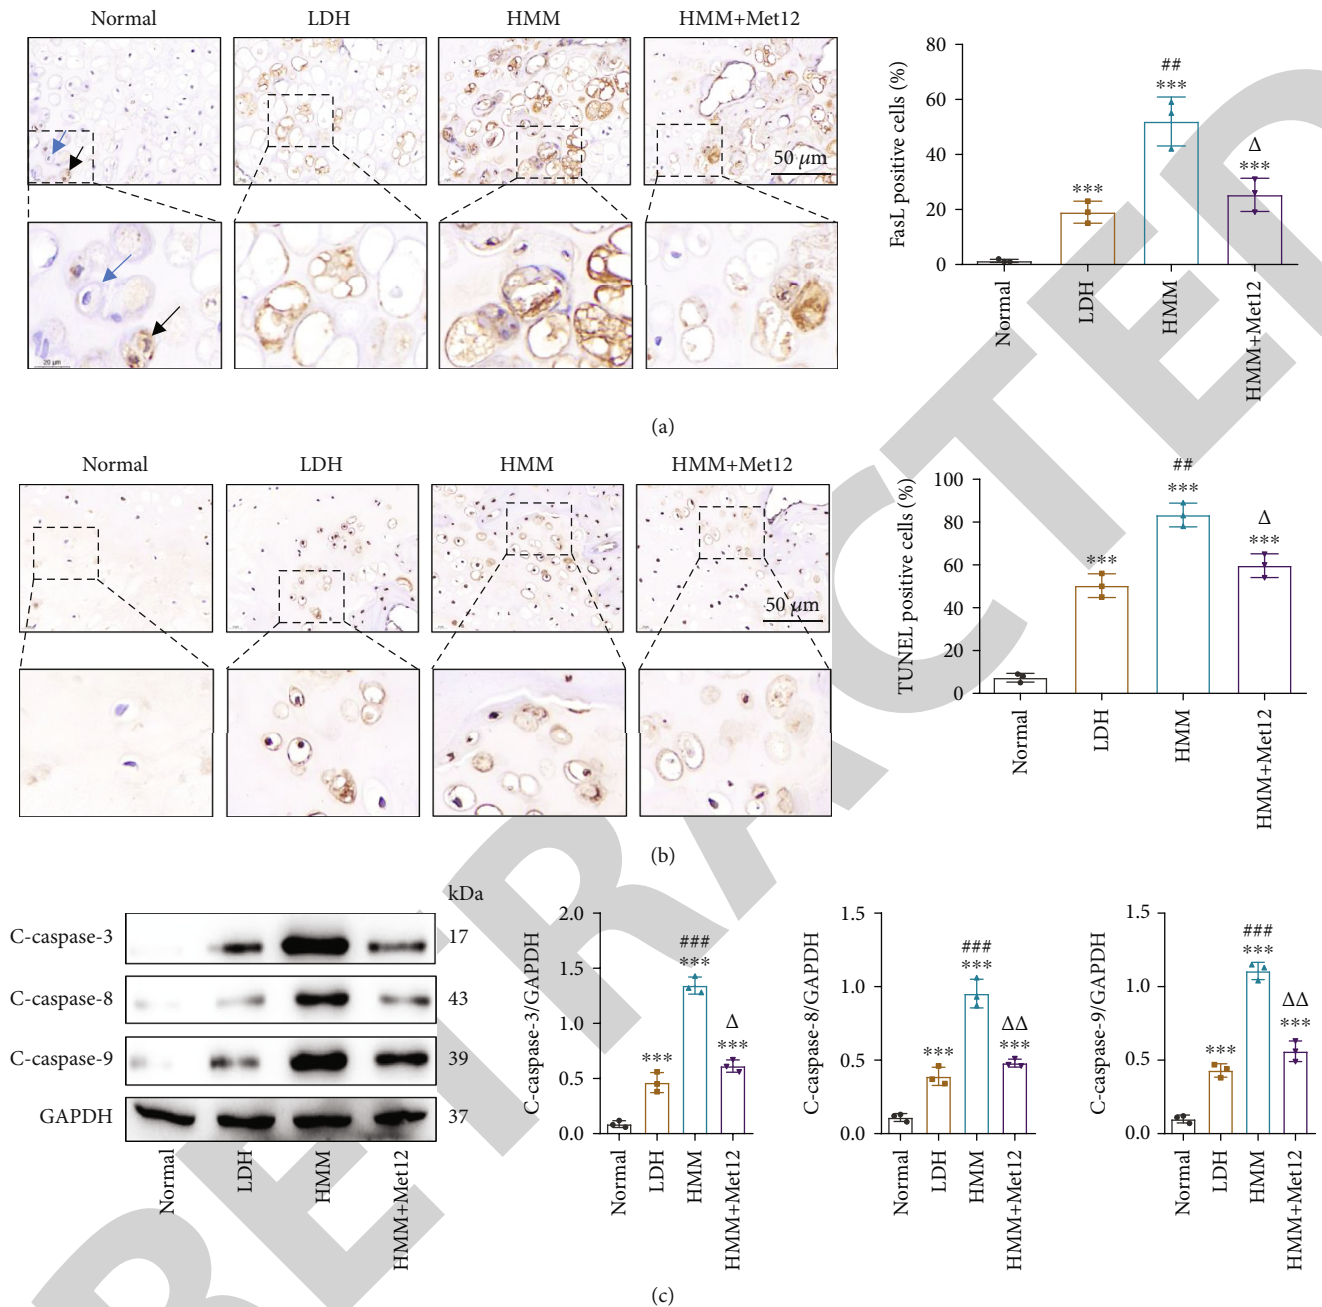 Normal LDH HMM HMM+Met12
50 μm
20 μm
FasL positive cells (%)
80
60
40
20
0
##
***
***
Δ
***
Normal
LDH
HMM
HMM+Met12
(a)
Normal LDH HMM HMM+Met12
50 μm
TUNEL positive cells (%)
100
80
60
40
20
0
##
***
***
Δ
***
Normal
LDH
HMM
HMM+Met12
(b)
kDa
C-caspase-3 17
C-caspase-8 43
C-caspase-9 39
GAPDH 37
Normal
LDH
HMM
HMM+Met12
C-caspase-3/GAPDH
2.0
1.5
1.0
0.5
0.0
***
###
***
Δ
***
Normal
LDH
HMM
HMM+Met12
C-caspase-8/GAPDH
1.5
1.0
0.5
0.0
***
###
***
ΔΔ
***
Normal
LDH
HMM
HMM+Met12
C-caspase-9/GAPDH
1.5
1.0
0.5
0.0
***
###
***
ΔΔ
***
Normal
LDH
HMM
HMM+Met12
(c)
RETRACTED